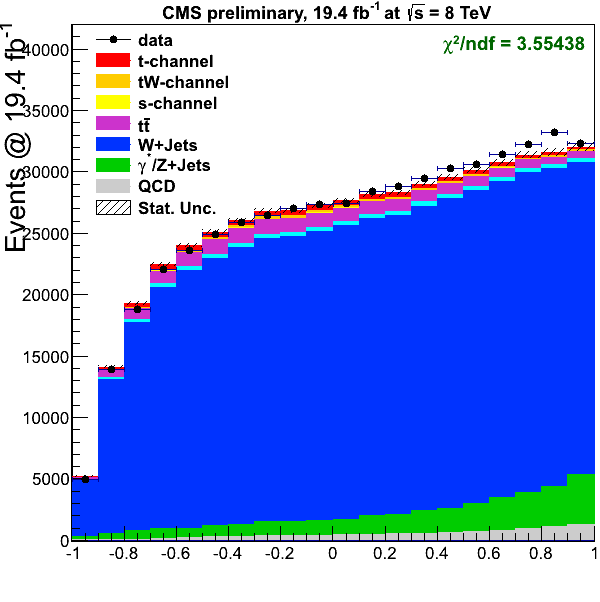 CMS preliminary, 19.4 fb⁻¹ at √s = 8 TeV
χ²/ndf = 3.55438
data
t-channel
tW-channel
s-channel
tt̄
W+Jets
γ*/Z+Jets
QCD
Stat. Unc.
Events @ 19.4 fb⁻¹
40000
35000
30000
25000
20000
15000
10000
5000
0
-1 -0.8 -0.6 -0.4 -0.2 0 0.2 0.4 0.6 0.8 1